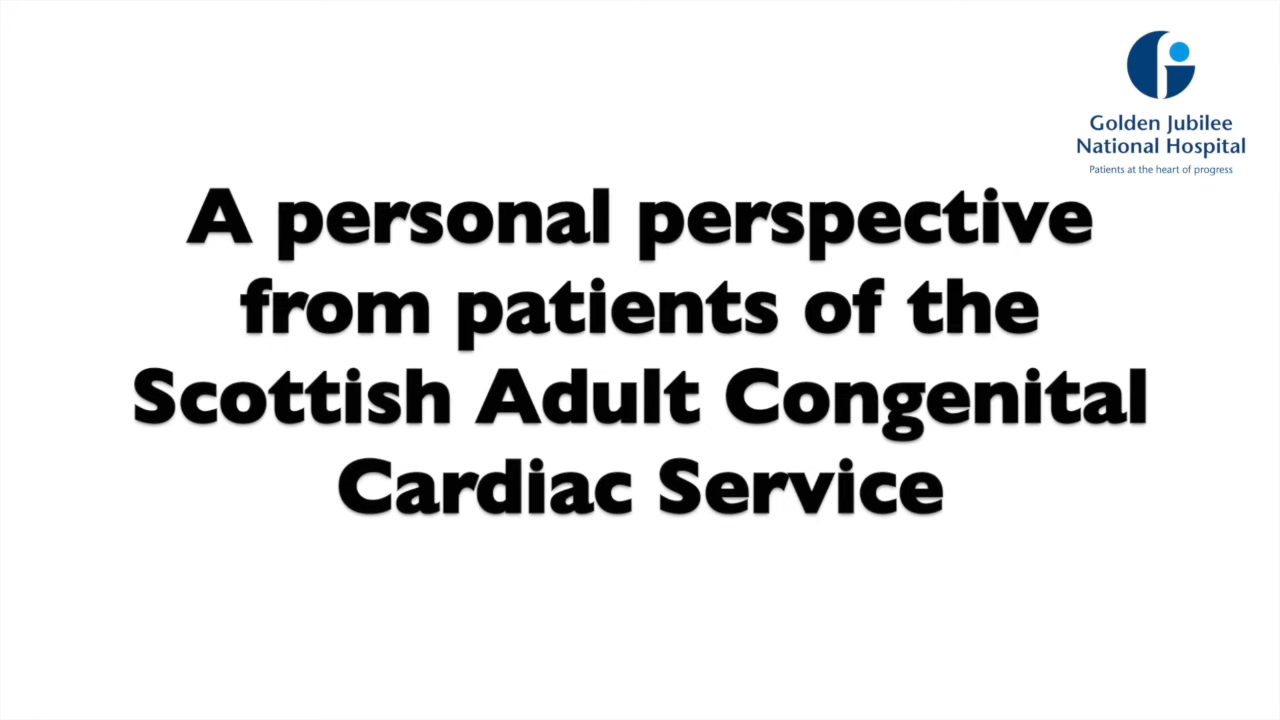 Golden Jubilee
National Hospital
Patients at the heart of progress
A personal perspective
from patients of the
Scottish Adult Congenital
Cardiac Service